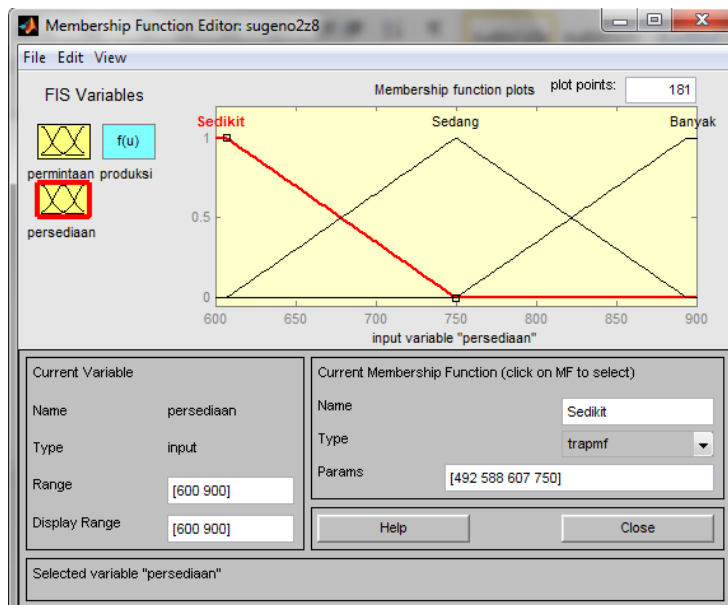 Membership Function Editor: sugeno2z8
File Edit View
FIS Variables
Membership function plots plot points: 181
f(u)
permintaan produksi
persediaan
Sedikit Sedang Banyak
1
0.5
0
600 650 700 750 800 850 900
input variable "persediaan"
Current Variable
Name persediaan
Type input
Range [600 900]
Display Range [600 900]
Current Membership Function (click on MF to select)
Name Sedikit
Type trapmf
Params [492 588 607 750]
Help Close
Selected variable "persediaan"